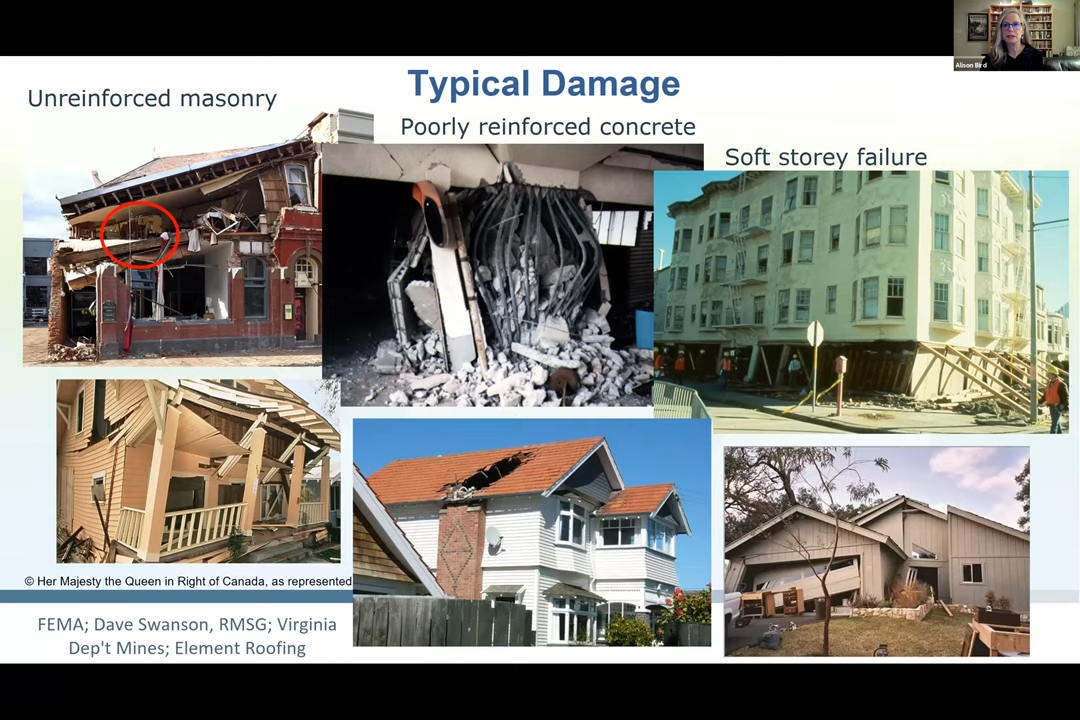 Alison Bird
Typical Damage
Unreinforced masonry
Poorly reinforced concrete
Soft storey failure
© Her Majesty the Queen in Right of Canada, as represented
FEMA; Dave Swanson, RMSG; Virginia
Dep't Mines; Element Roofing